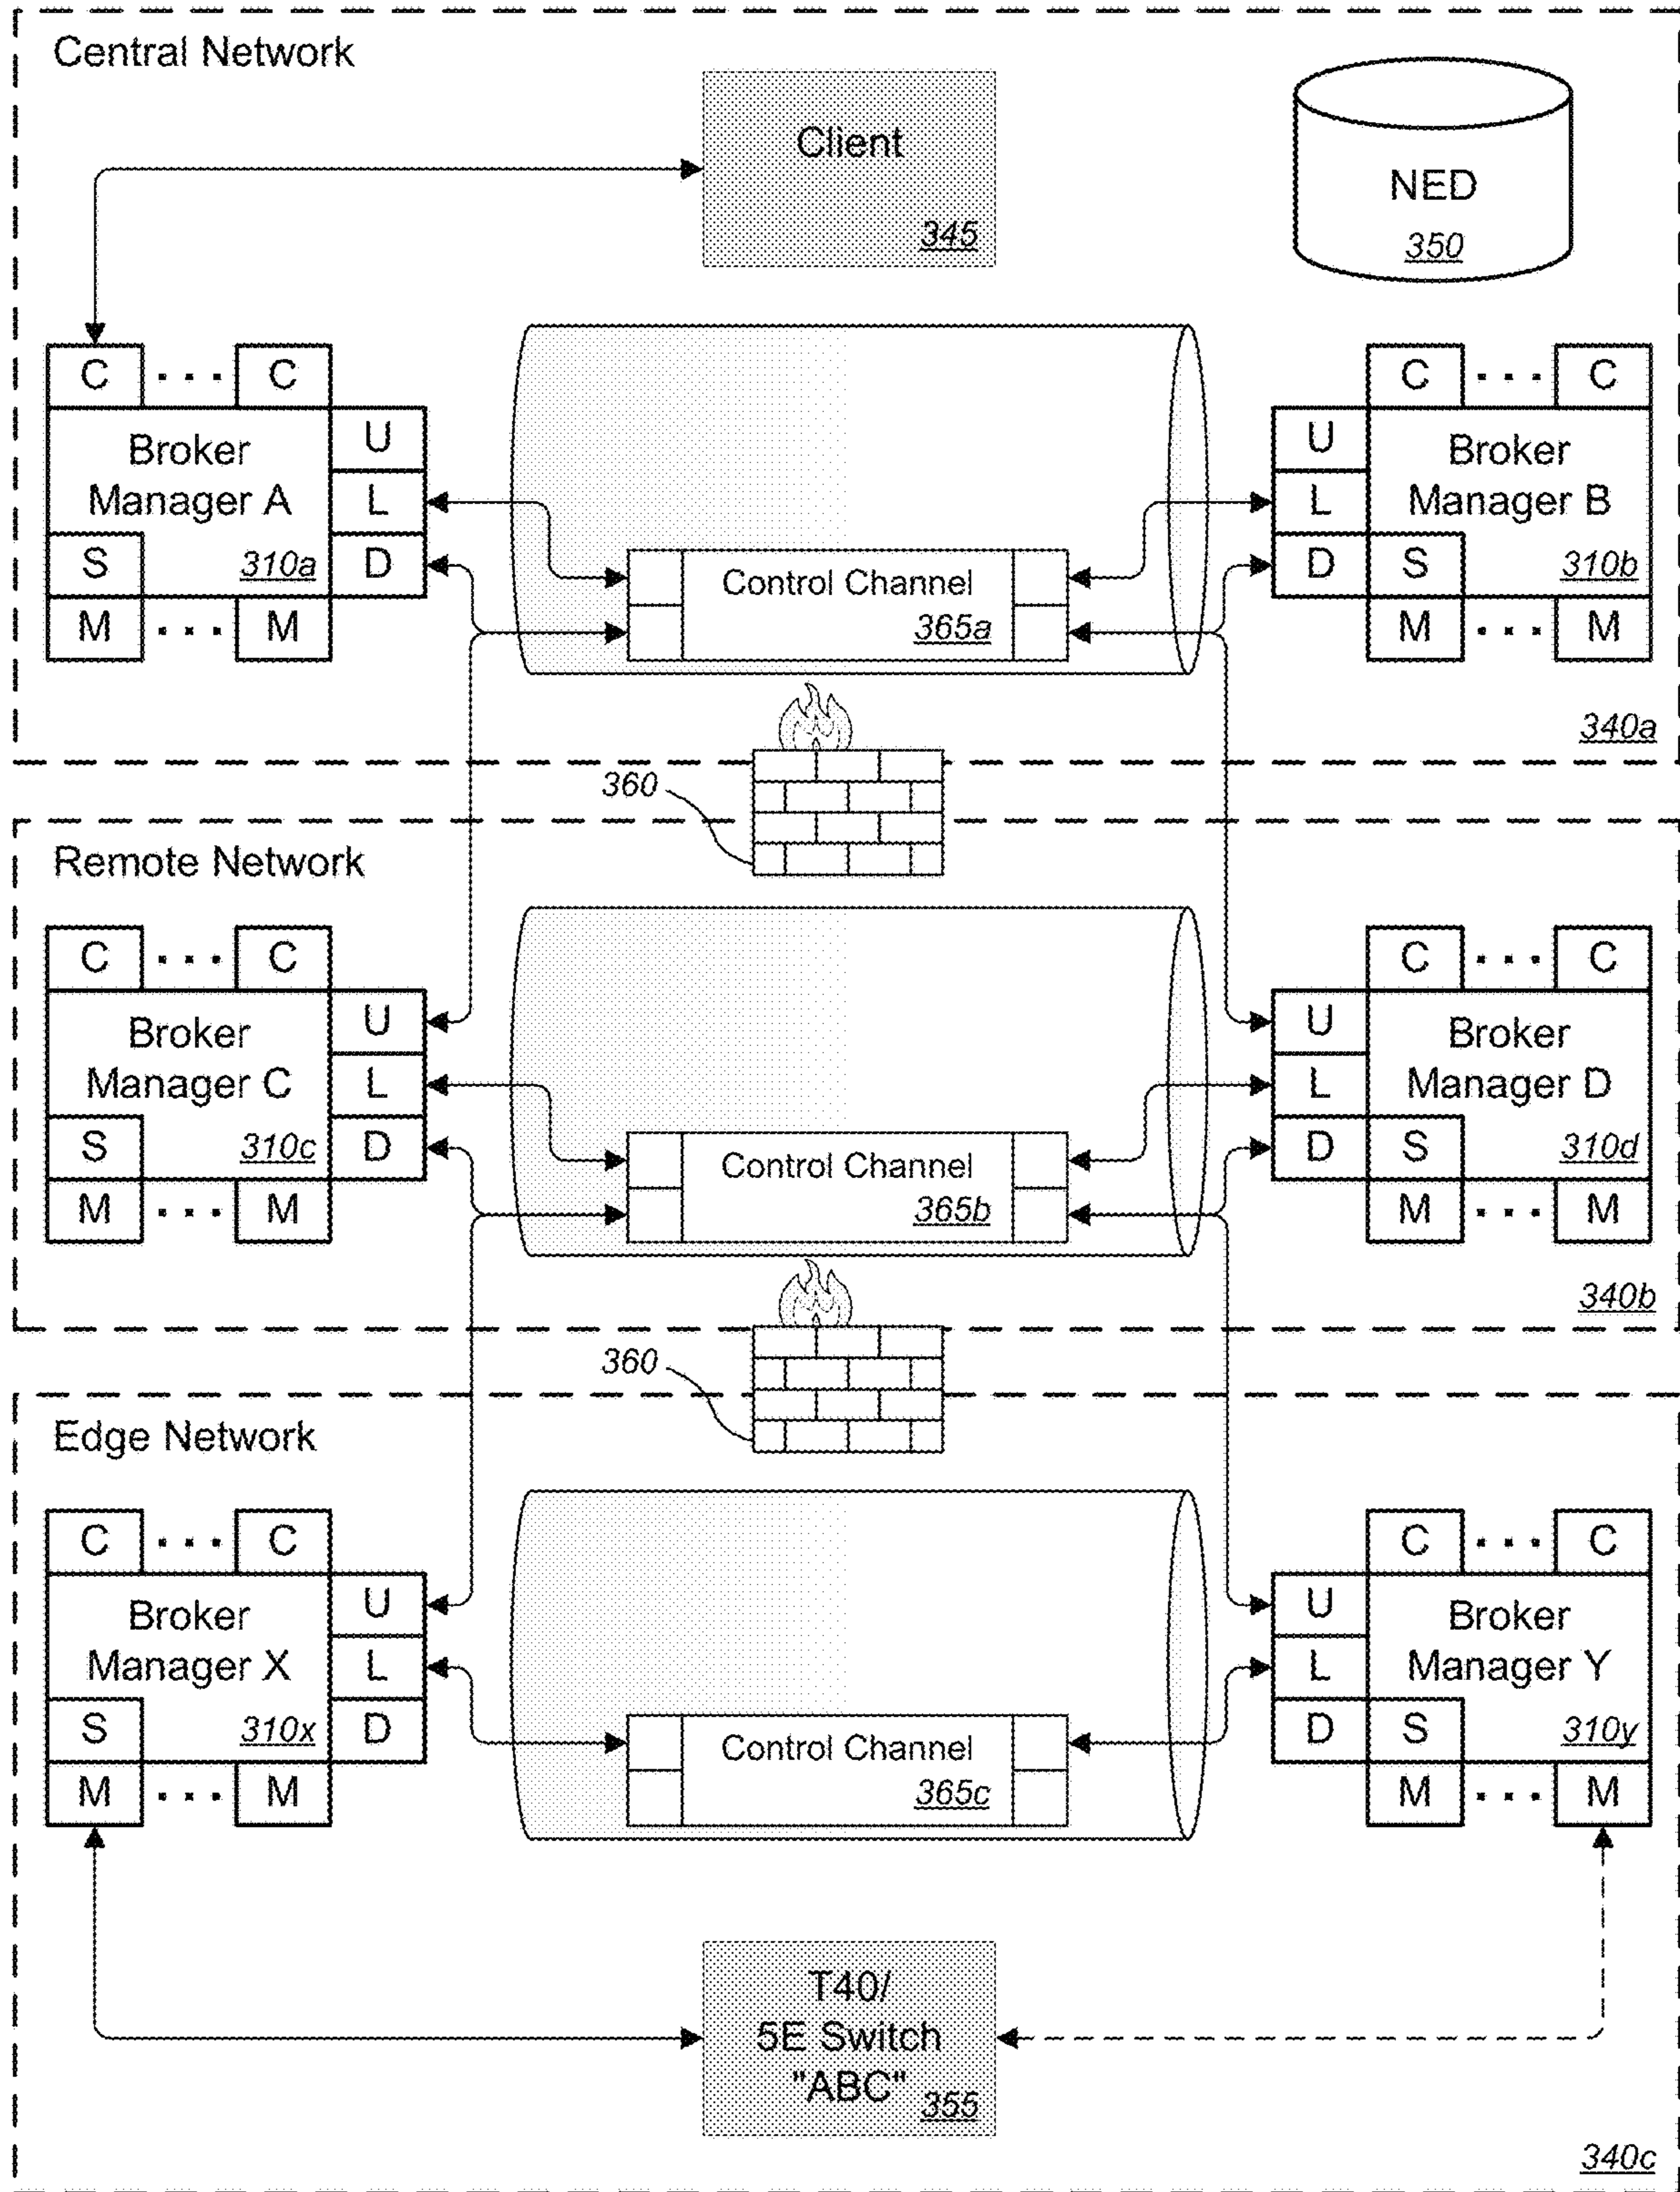 Central Network
Client
345
NED
350
C ... C
C ... C
Broker
Manager A
310a
U
L
D
S
M ... M
Control Channel
365a
U
L
D
Broker
Manager B
310b
S
M ... M
340a
360
Remote Network
C ... C
C ... C
Broker
Manager C
310c
U
L
D
S
M ... M
Control Channel
365b
U
L
D
Broker
Manager D
310d
S
M ... M
340b
360
Edge Network
C ... C
C ... C
Broker
Manager X
310x
U
L
D
S
M ... M
Control Channel
365c
U
L
D
Broker
Manager Y
310y
S
M ... M
T40/
5E Switch
"ABC"
355
340c